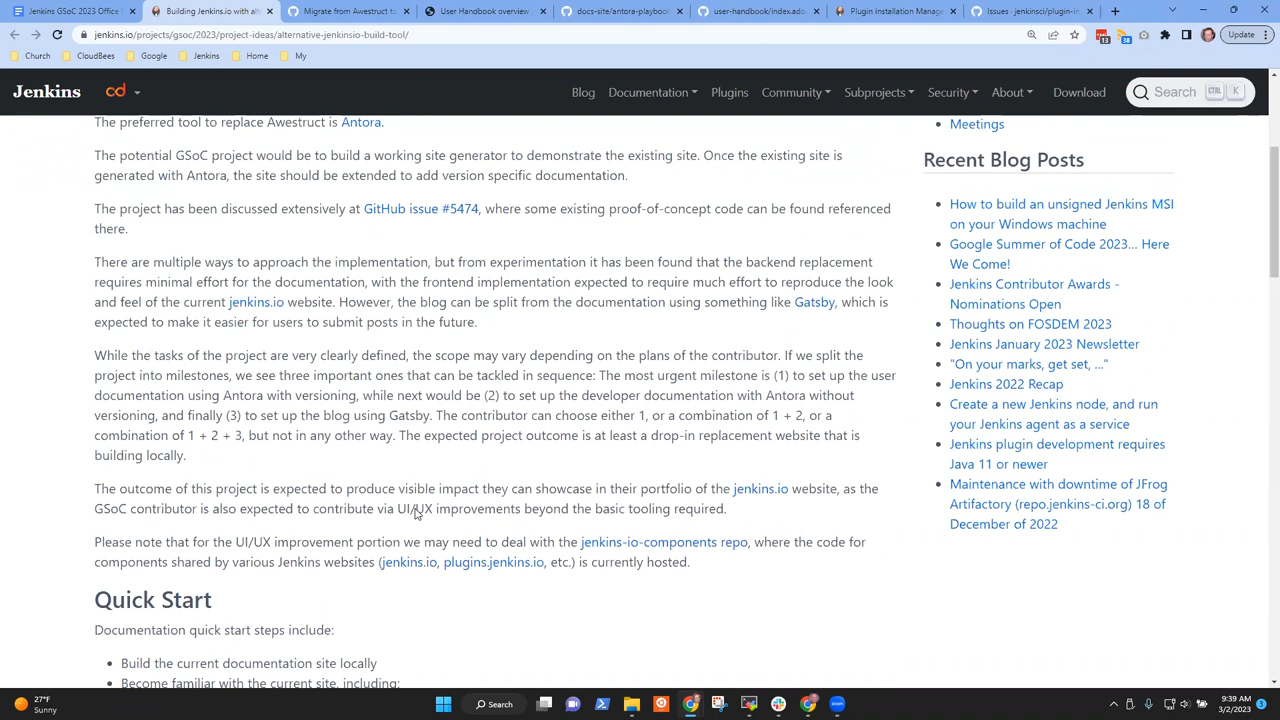 Jenkins GSoC 2023 Office
Building Jenkins.io with alt
Migrate from Awestruct to
User Handbook overview
docs-site/antora-playbook
user-handbook/index.ado
Plugin Installation Manage
Issues · jenkinsci/plugin-in
jenkins.io/projects/gsoc/2023/project-ideas/alternative-jenkinsio-build-tool/
13
38
Update
Church
CloudBees
Google
Jenkins
Home
My
Jenkins
cd
Blog
Documentation
Plugins
Community
Subprojects
Security
About
Download
Search
CTRL
K
The preferred tool to replace Awestruct is Antora.
The potential GSoC project would be to build a working site generator to demonstrate the existing site. Once the existing site is
generated with Antora, the site should be extended to add version specific documentation.
The project has been discussed extensively at GitHub issue #5474, where some existing proof-of-concept code can be found referenced
there.
There are multiple ways to approach the implementation, but from experimentation it has been found that the backend replacement
requires minimal effort for the documentation, with the frontend implementation expected to require much effort to reproduce the look
and feel of the current jenkins.io website. However, the blog can be split from the documentation using something like Gatsby, which is
expected to make it easier for users to submit posts in the future.
While the tasks of the project are very clearly defined, the scope may vary depending on the plans of the contributor. If we split the
project into milestones, we see three important ones that can be tackled in sequence: The most urgent milestone is (1) to set up the user
documentation using Antora with versioning, while next would be (2) to set up the developer documentation with Antora without
versioning, and finally (3) to set up the blog using Gatsby. The contributor can choose either 1, or a combination of 1 + 2, or a
combination of 1 + 2 + 3, but not in any other way. The expected project outcome is at least a drop-in replacement website that is
building locally.
The outcome of this project is expected to produce visible impact they can showcase in their portfolio of the jenkins.io website, as the
GSoC contributor is also expected to contribute via UI/UX improvements beyond the basic tooling required.
Please note that for the UI/UX improvement portion we may need to deal with the jenkins-io-components repo, where the code for
components shared by various Jenkins websites (jenkins.io, plugins.jenkins.io, etc.) is currently hosted.
Quick Start
Documentation quick start steps include:
Build the current documentation site locally
Become familiar with the current site, including:
Meetings
Recent Blog Posts
How to build an unsigned Jenkins MSI
on your Windows machine
Google Summer of Code 2023... Here
We Come!
Jenkins Contributor Awards -
Nominations Open
Thoughts on FOSDEM 2023
Jenkins January 2023 Newsletter
"On your marks, get set, ..."
Jenkins 2022 Recap
Create a new Jenkins node, and run
your Jenkins agent as a service
Jenkins plugin development requires
Java 11 or newer
Maintenance with downtime of JFrog
Artifactory (repo.jenkins-ci.org) 18 of
December of 2022
27°F
Sunny
Search
9:39 AM
3/2/2023